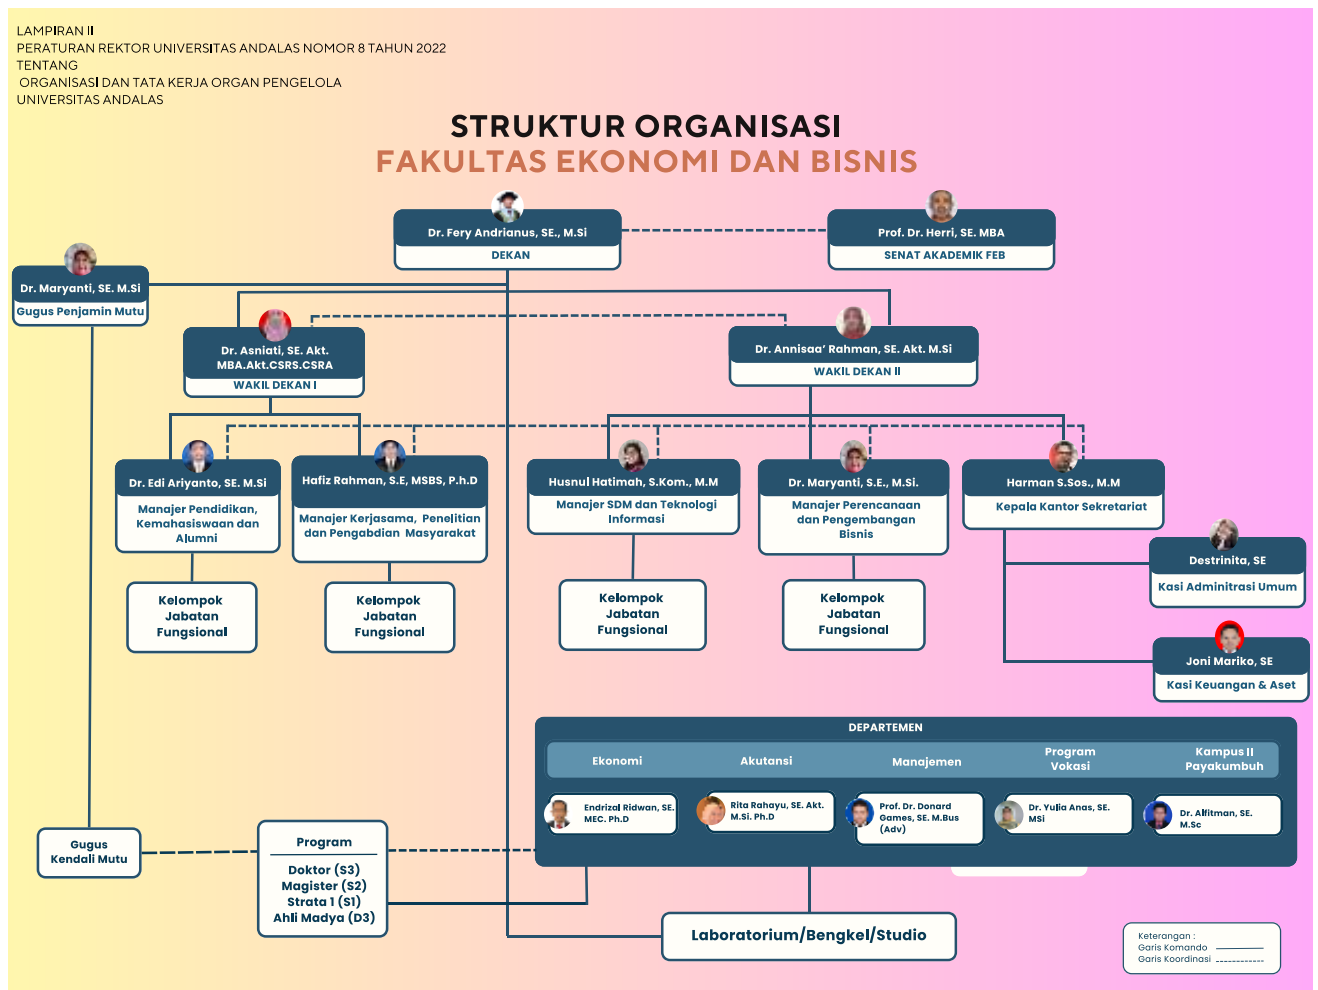 LAMPIRAN II
PERATURAN REKTOR UNIVERSITAS ANDALAS NOMOR 8 TAHUN 2022
TENTANG
ORGANISASI DAN TATA KERJA ORGAN PENGELOLA
UNIVERSITAS ANDALAS
STRUKTUR ORGANISASI
FAKULTAS EKONOMI DAN BISNIS
Dr. Fery Andrianus, SE., M.Si
DEKAN
Prof. Dr. Herri, SE. MBA
SENAT AKADEMIK FEB
Dr. Maryanti, SE. M.Si
Gugus Penjamin Mutu
Dr. Asniati, SE. Akt.
MBA.Akt.CSRS.CSRA
WAKIL DEKAN I
Dr. Annisaa’ Rahman, SE. Akt. M.Si
WAKIL DEKAN II
Dr. Edi Ariyanto, SE. M.Si
Manajer Pendidikan,
Kemahasiswaan dan
Alumni
Hafiz Rahman, S.E, MSBS, P.h.D
Manajer Kerjasama, Penelitian
dan Pengabdian Masyarakat
Husnul Hatimah, S.Kom., M.M
Manajer SDM dan Teknologi
Informasi
Dr. Maryanti, S.E., M.Si.
Manajer Perencanaan
dan Pengembangan
Bisnis
Harman S.Sos., M.M
Kepala Kantor Sekretariat
Destrinita, SE
Kasi Adminitrasi Umum
Joni Mariko, SE
Kasi Keuangan & Aset
Kelompok
Jabatan
Fungsional
Kelompok
Jabatan
Fungsional
Kelompok
Jabatan
Fungsional
Kelompok
Jabatan
Fungsional
DEPARTEMEN
Ekonomi
Akutansi
Manajemen
Program
Vokasi
Kampus II
Payakumbuh
Endrizal Ridwan, SE.
MEC. Ph.D
Rita Rahayu, SE. Akt.
M.Si. Ph.D
Prof. Dr. Donard
Games, SE. M.Bus
(Adv)
Dr. Yulia Anas, SE.
MSi
Dr. Alfitman, SE.
M.Sc
Gugus
Kendali Mutu
Program
Doktor (S3)
Magister (S2)
Strata 1 (S1)
Ahli Madya (D3)
Laboratorium/Bengkel/Studio
Keterangan :
Garis Komando
Garis Koordinasi